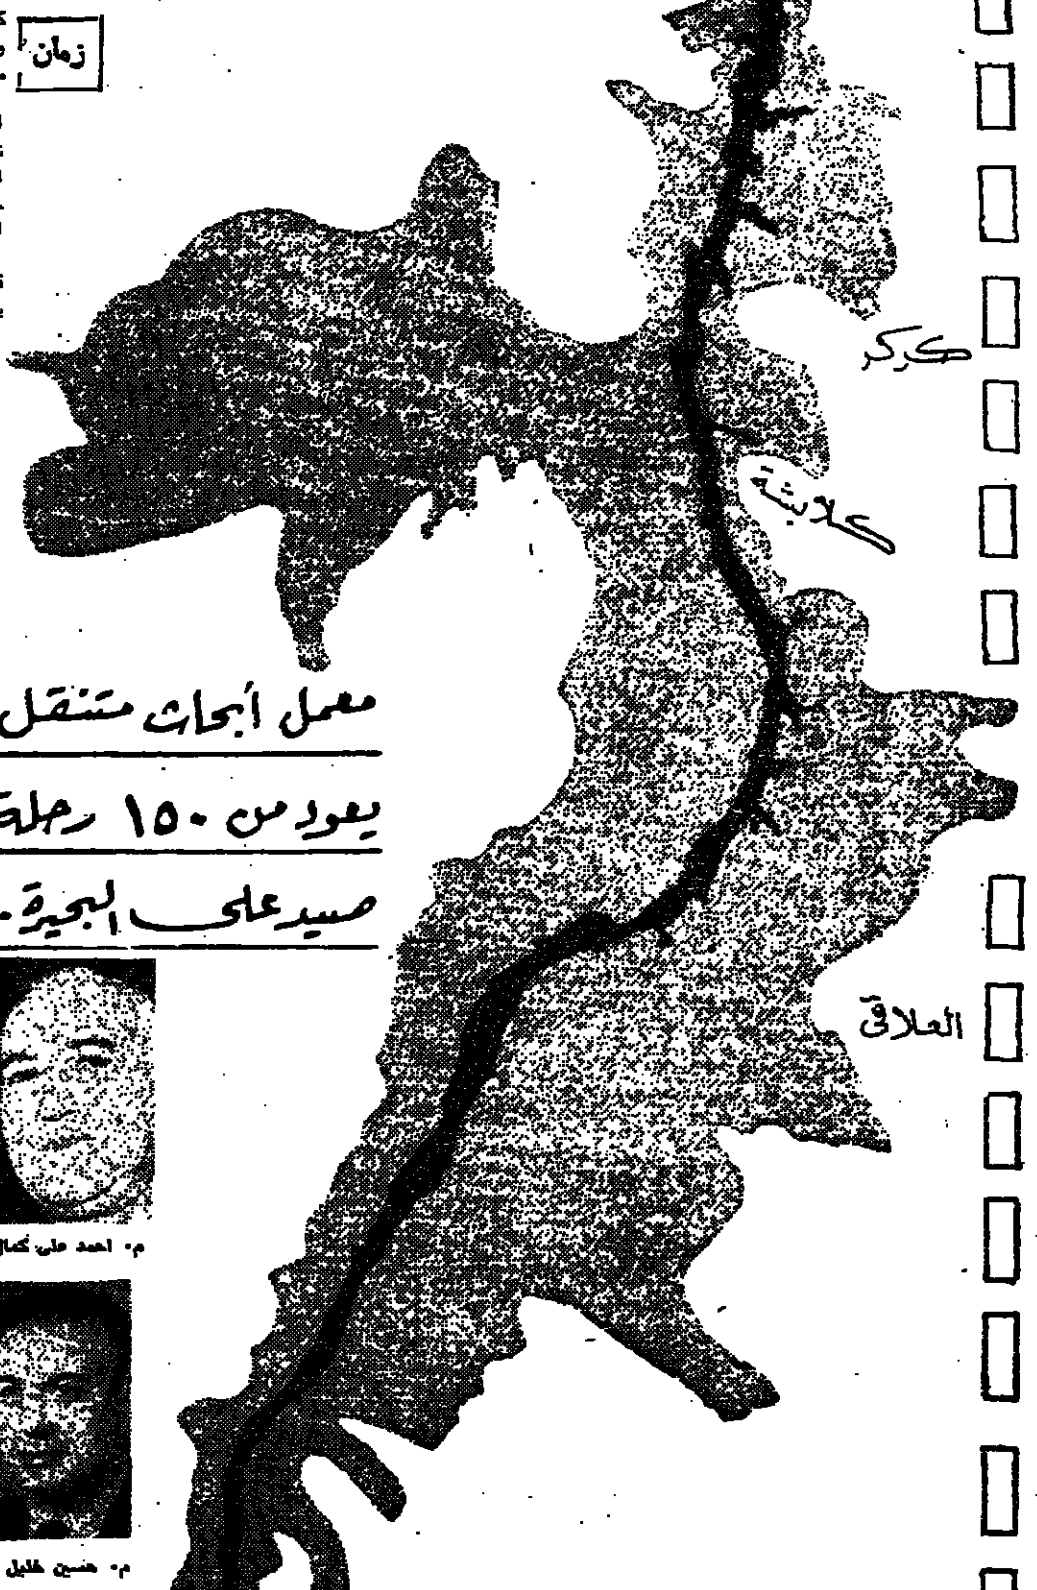 زمان
كركر
كلابشة
معمل أبحاث متنقل
يعود من ١٥٠ رحلة
صيد على البحيرة
العلاقى
م. احمد على كمال
م. حسين خليل